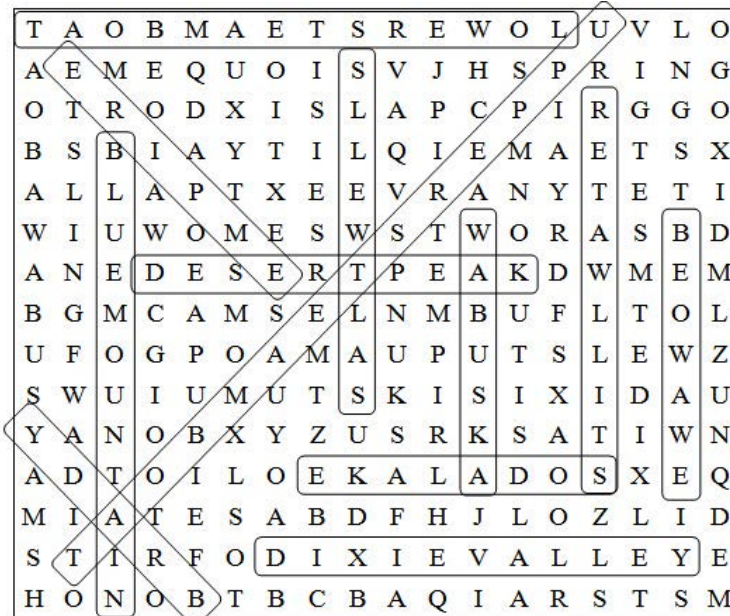 T A O B M A E T S R E W O L U V L O
A E M E Q U O I S V J H S P R I N G
O T R O D X I S L A P C P I R G G O
B S B I A Y T I L Q I E M A E T S X
A L L A P T X E E V R A N Y T E T I
W I U W O M E S W S T W O R A S B D
A N E D E S E R T P E A K D W M E M
B G M C A M S E L N M B U F L T O L
U F O G P O A M A U P U T S L E W Z
S W U I U M U T S K I S I X I D A U
Y A N O B X Y Z U S R K S A T I W N
A D T O I L O E K A L A D O S X E Q
M I A T E S A B D F H J L O Z L I D
S T I R F O D I X I E V A L L E Y E
H O N O B T B C B A Q I A R S T S M